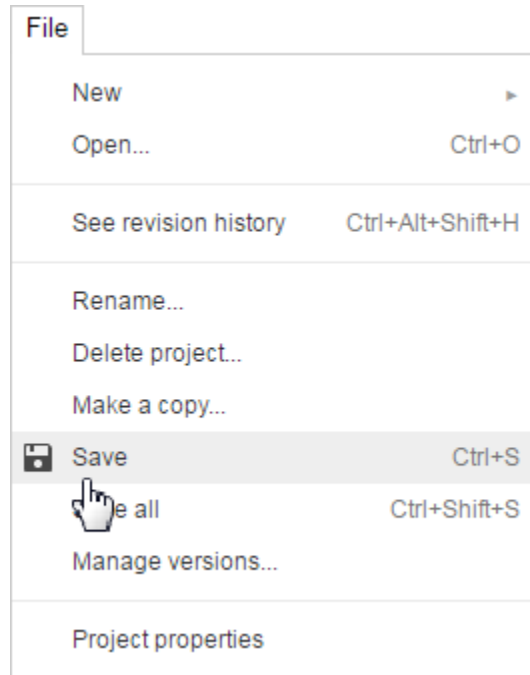 File
New
Open... Ctrl+O
See revision history Ctrl+Alt+Shift+H
Rename...
Delete project...
Make a copy...
Save Ctrl+S
all Ctrl+Shift+S
Manage versions...
Project properties